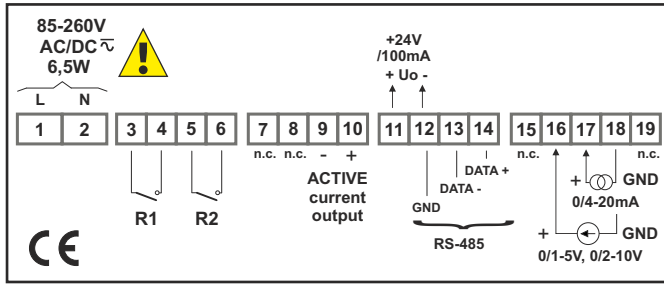 85-260V
AC/DC
6,5W
+24V
/100mA
+ Uo -
L N
1 2 3 4 5 6 7 8 9 10 11 12 13 14 15 16 17 18 19
n.c. n.c. - +
n.c. n.c.
ACTIVE
current
output
R1 R2
DATA +
DATA -
GND
RS-485
+ GND
0/4-20mA
+ GND
0/1-5V, 0/2-10V
CE